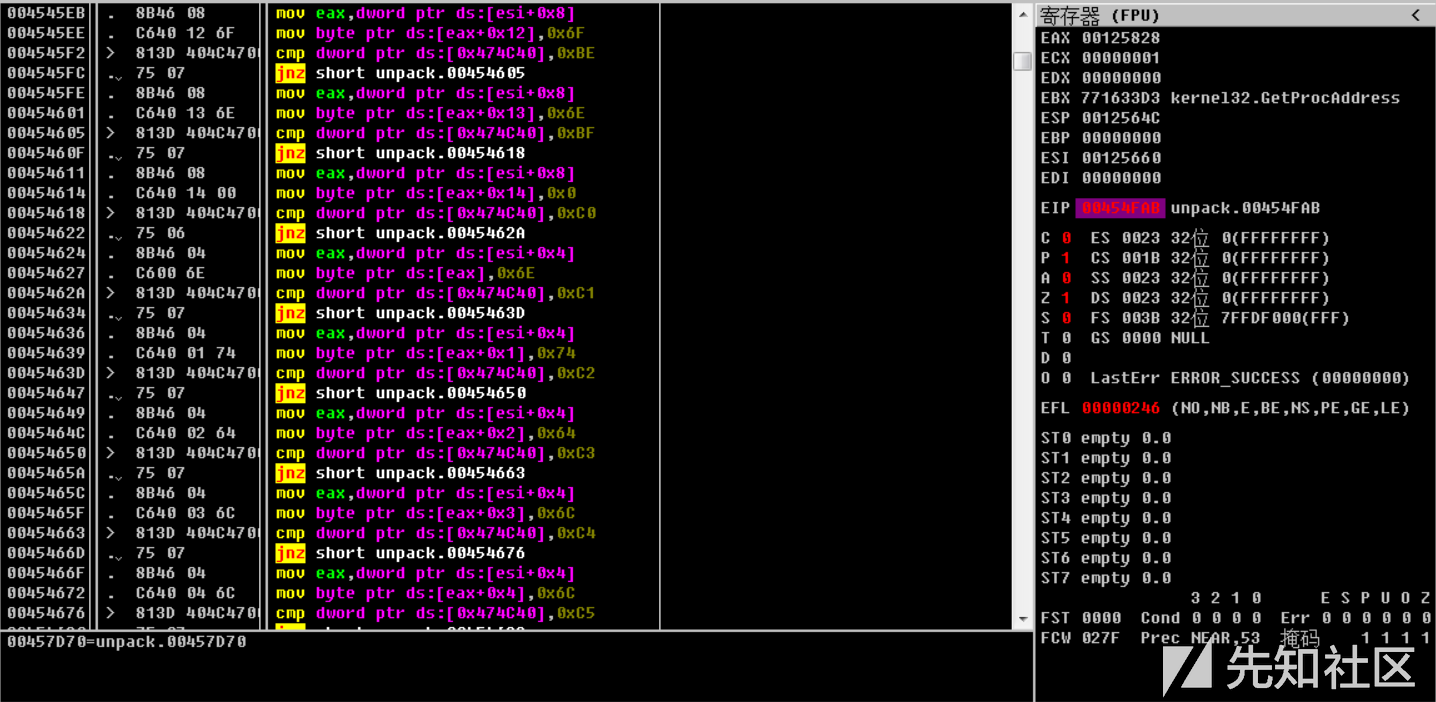 004545EB . 8B46 08 mov eax,dword ptr ds:[esi+0x8]
004545EE . C640 12 6F mov byte ptr ds:[eax+0x12],0x6F
004545F2 > 813D 404C470 cmp dword ptr ds:[0x474C40],0xBE
004545FC . 75 07 jnz short unpack.00454605
004545FE . 8B46 08 mov eax,dword ptr ds:[esi+0x8]
00454601 . C640 13 6E mov byte ptr ds:[eax+0x13],0x6E
00454605 > 813D 404C470 cmp dword ptr ds:[0x474C40],0xBF
0045460F . 75 07 jnz short unpack.00454618
00454611 . 8B46 08 mov eax,dword ptr ds:[esi+0x8]
00454614 . C640 14 00 mov byte ptr ds:[eax+0x14],0x0
00454618 > 813D 404C470 cmp dword ptr ds:[0x474C40],0xC0
00454622 . 75 06 jnz short unpack.0045462A
00454624 . 8B46 04 mov eax,dword ptr ds:[esi+0x4]
00454627 . C600 6E mov byte ptr ds:[eax],0x6E
0045462A > 813D 404C470 cmp dword ptr ds:[0x474C40],0xC1
00454634 . 75 07 jnz short unpack.0045463D
00454636 . 8B46 04 mov eax,dword ptr ds:[esi+0x4]
00454639 . C640 01 74 mov byte ptr ds:[eax+0x1],0x74
0045463D > 813D 404C470 cmp dword ptr ds:[0x474C40],0xC2
00454647 . 75 07 jnz short unpack.00454650
00454649 . 8B46 04 mov eax,dword ptr ds:[esi+0x4]
0045464C . C640 02 64 mov byte ptr ds:[eax+0x2],0x64
00454650 > 813D 404C470 cmp dword ptr ds:[0x474C40],0xC3
0045465A . 75 07 jnz short unpack.00454663
0045465C . 8B46 04 mov eax,dword ptr ds:[esi+0x4]
0045465F . C640 03 6C mov byte ptr ds:[eax+0x3],0x6C
00454663 > 813D 404C470 cmp dword ptr ds:[0x474C40],0xC4
0045466D . 75 07 jnz short unpack.00454676
0045466F . 8B46 04 mov eax,dword ptr ds:[esi+0x4]
00454672 . C640 04 6C mov byte ptr ds:[eax+0x4],0x6C
00454676 > 813D 404C470 cmp dword ptr ds:[0x474C40],0xC5
00457D70=unpack.00457D70
寄存器 (FPU) <
EAX 00125828
ECX 00000001
EDX 00000000
EBX 771633D3 kernel32.GetProcAddress
ESP 0012564C
EBP 00000000
ESI 00125660
EDI 00000000
EIP 00454FAB unpack.00454FAB
C 0 ES 0023 32位 0(FFFFFFFF)
P 1 CS 001B 32位 0(FFFFFFFF)
A 0 SS 0023 32位 0(FFFFFFFF)
Z 1 DS 0023 32位 0(FFFFFFFF)
S 0 FS 003B 32位 7FFDF000(FFF)
T 0 GS 0000 NULL
D 0
O 0 LastErr ERROR_SUCCESS (00000000)
EFL 00000246 (NO,NB,E,BE,NS,PE,GE,LE)
ST0 empty 0.0
ST1 empty 0.0
ST2 empty 0.0
ST3 empty 0.0
ST4 empty 0.0
ST5 empty 0.0
ST6 empty 0.0
ST7 empty 0.0
3 2 1 0 E S P U O Z
FST 0000 Cond 0 0 0 0 Err 0 0 0 0 0 0
FCW 027F Prec NEAR,53 掩码 1 1 1 1
先知社区